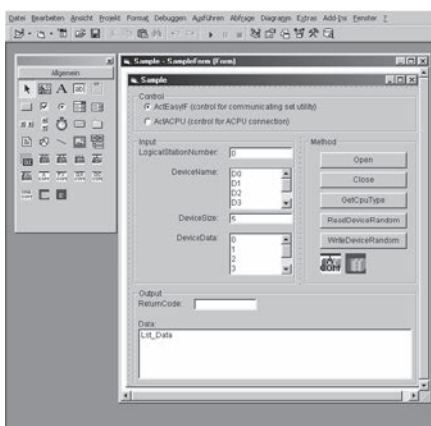 Datei Bearbeiten Ansicht Projekt Format Debuggen Ausführen Abfrage Diagramm Extras Add-Ins Fenster ?
Allgemein
Sample - SampleForm (Form)
Sample
Control
ActEasyIF (control for communicating set utility)
ActACPU (control for ACPU connection)
Input
LogicalStationNumber: 0
DeviceName: D0
D1
D2
D3
DeviceSize: 5
DeviceData: 0
1
2
3
Method
Open
Close
GetCpuType
ReadDeviceRandom
WriteDeviceRandom
Output
ReturnCode:
Data:
Lst_Data